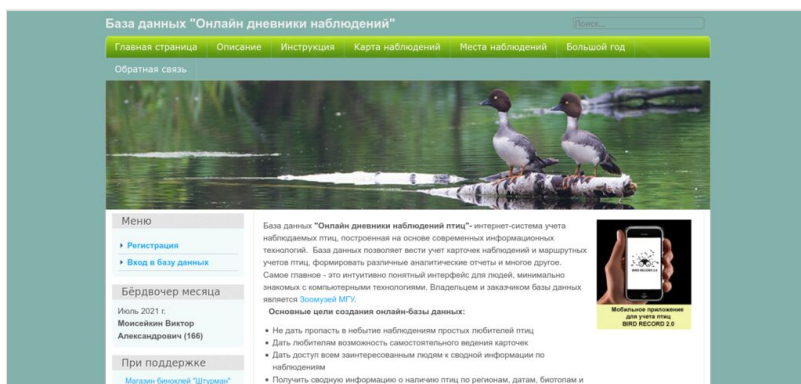 База данных "Онлайн дневники наблюдений"
Поиск...
Главная страница Описание Инструкция Карта наблюдений Места наблюдений Большой год
Обратная связь
Меню
Регистрация
Вход в базу данных
Бёрдвочер месяца
Июль 2021 г.
Моисейкин Виктор
Александрович (166)
При поддержке
Магазин биноклей "Штурман"
База данных "Онлайн дневники наблюдений птиц"- интернет-система учета
наблюдаемых птиц, построенная на основе современных информационных
технологий. База данных позволяет вести учет карточек наблюдений и маршрутных
учетов птиц, формировать различные аналитические отчеты и многое другое.
Самое главное - это интуитивно понятный интерфейс для людей, минимально
знакомых с компьютерными технологиями. Владельцем и заказчиком базы данных
является Зоомузей МГУ.
Основные цели создания онлайн-базы данных:
• Не дать пропасть в небытие наблюдениям простых любителей птиц
• Дать любителям возможность самостоятельного ведения карточек
• Дать доступ всем заинтересованным людям к сводной информации по
наблюдениям
• Получить сводную информацию о наличию птиц по регионам, датам, биотопам и
BIRD RECORD 2.0
Мобильное приложение
для учета птиц
BIRD RECORD 2.0